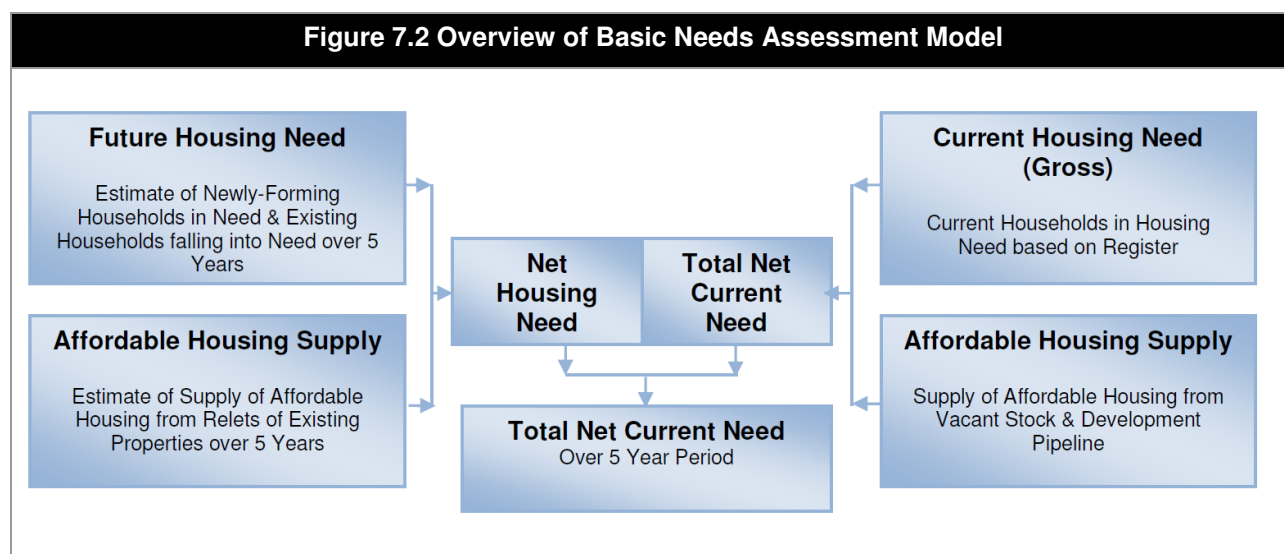 Figure 7.2 Overview of Basic Needs Assessment Model
Future Housing Need
Estimate of Newly-Forming
Households in Need & Existing
Households falling into Need over 5
Years
Affordable Housing Supply
Estimate of Supply of Affordable
Housing from Relets of Existing
Properties over 5 Years
Net
Housing
Need
Total Net
Current
Need
Total Net Current Need
Over 5 Year Period
Current Housing Need
(Gross)
Current Households in Housing
Need based on Register
Affordable Housing Supply
Supply of Affordable Housing from
Vacant Stock & Development
Pipeline